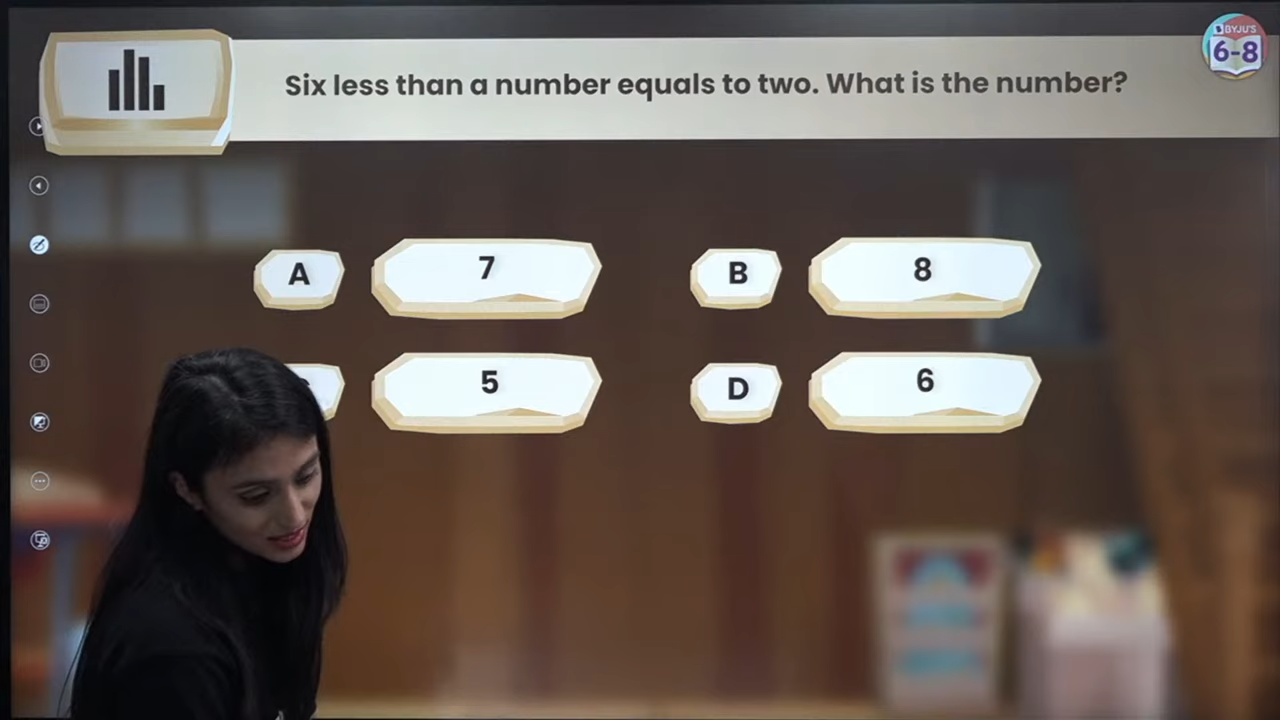 BYJU'S
6-8
Six less than a number equals to two. What is the number?
A
7
B
8
5
D
6